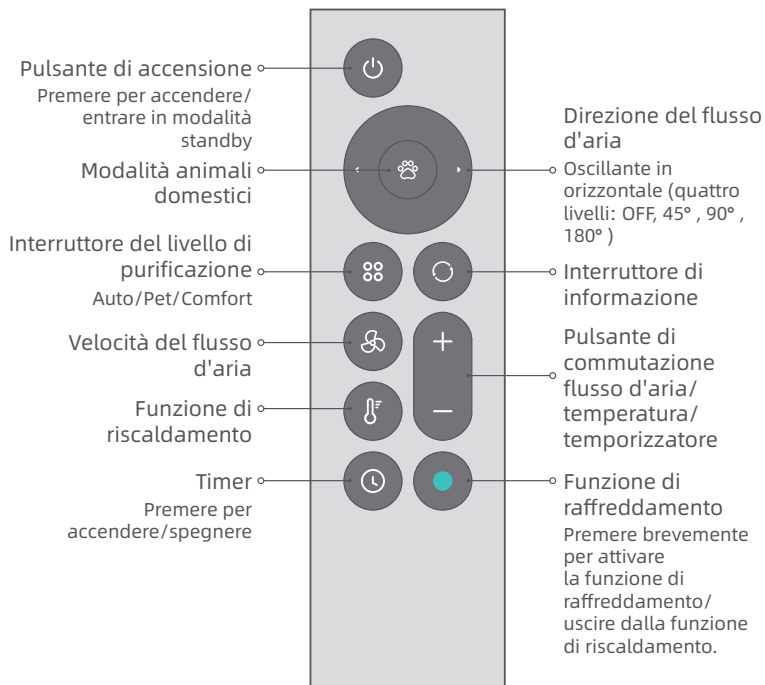 Pulsante di accensione
Premere per accendere/
entrare in modalità
standby
Modalità animali
domestici
Interruttore del livello di
purificazione
Auto/Pet/Comfort
Velocità del flusso
d'aria
Funzione di
riscaldamento
Timer
Premere per
accendere/spegnere
Direzione del flusso
d'aria
Oscillante in
orizzontale (quattro
livelli: OFF, 45° , 90° ,
180° )
Interruttore di
informazione
Pulsante di
commutazione
flusso d'aria/
temperatura/
temporizzatore
Funzione di
raffreddamento
Premere brevemente
per attivare
la funzione di
raffreddamento/
uscire dalla funzione
di riscaldamento.